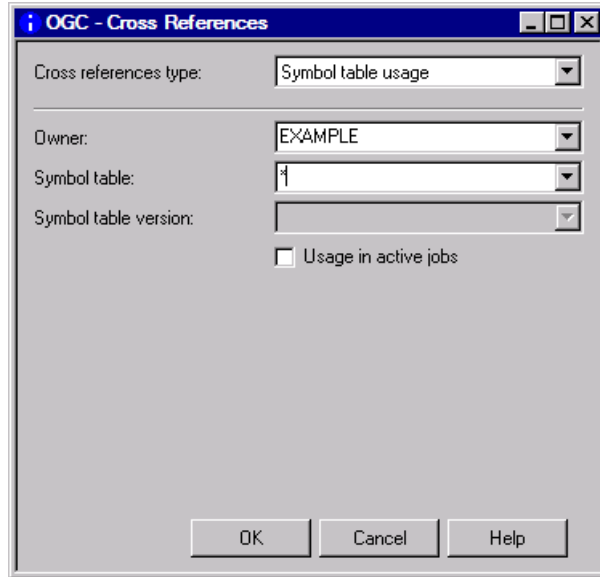 OGC - Cross References
Cross references type: Symbol table usage
Owner: EXAMPLE
Symbol table: *
Symbol table version:
Usage in active jobs
OK Cancel Help